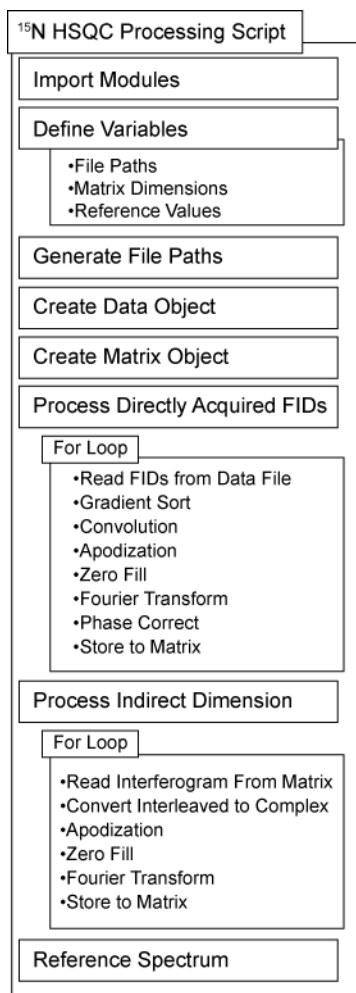 ¹⁵N HSQC Processing Script
Import Modules
Define Variables
•File Paths
•Matrix Dimensions
•Reference Values
Generate File Paths
Create Data Object
Create Matrix Object
Process Directly Acquired FIDs
For Loop
•Read FIDs from Data File
•Gradient Sort
•Convolution
•Apodization
•Zero Fill
•Fourier Transform
•Phase Correct
•Store to Matrix
Process Indirect Dimension
For Loop
•Read Interferogram From Matrix
•Convert Interleaved to Complex
•Apodization
•Zero Fill
•Fourier Transform
•Store to Matrix
Reference Spectrum